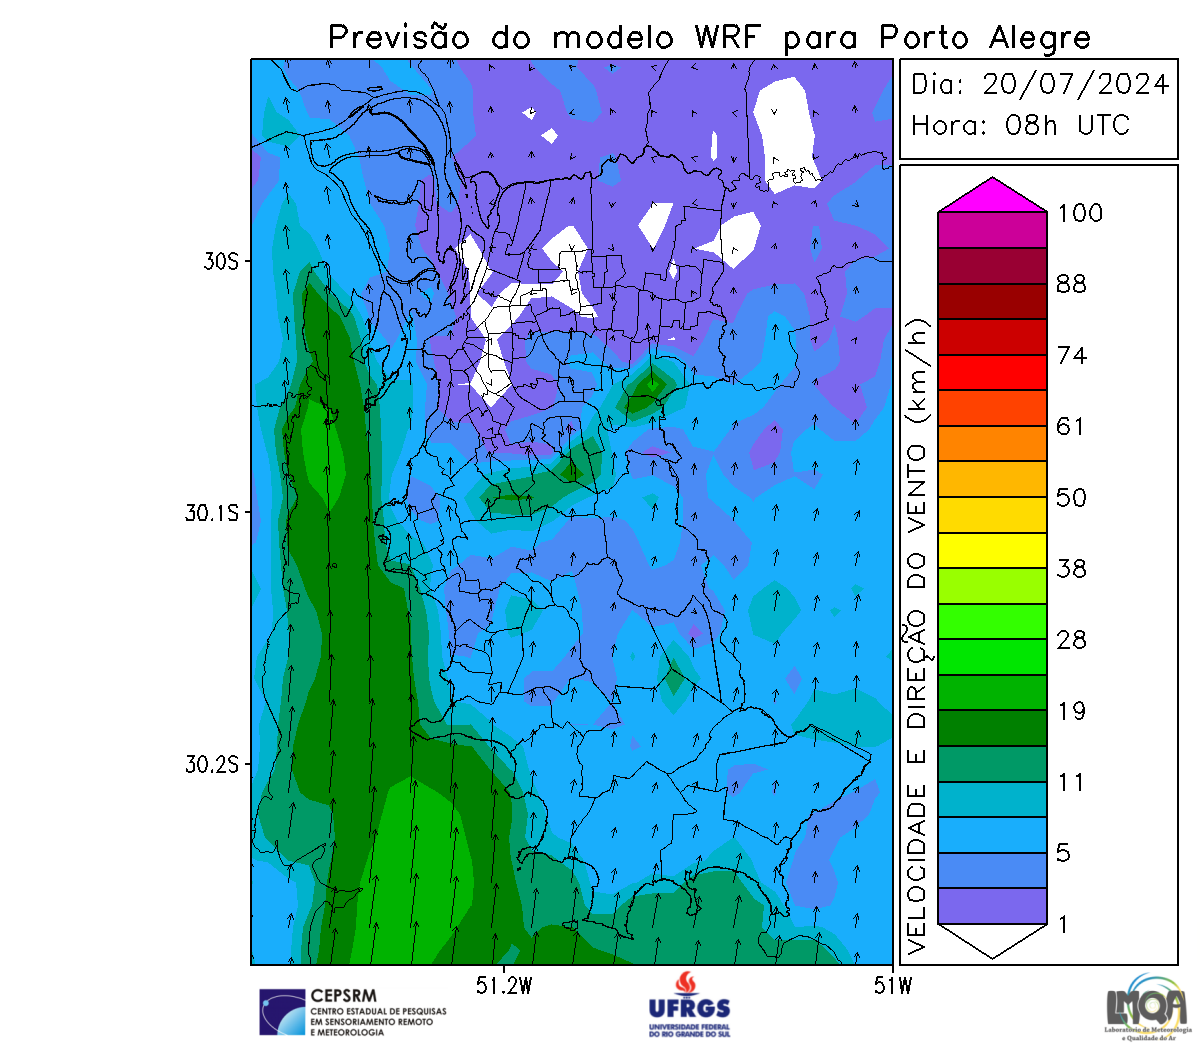 Previsão do modelo WRF para Porto Alegre
Dia: 20/07/2024
Hora: 08h UTC
VELOCIDADE E DIREÇÃO DO VENTO (km/h)
100
88
74
61
50
38
28
19
11
5
1
30S
30.1S
30.2S
51.2W
51W
CEPSRM
CENTRO ESTADUAL DE PESQUISAS
EM SENSORIAMENTO REMOTO
E METEOROLOGIA
UFRGS
UNIVERSIDADE FEDERAL
DO RIO GRANDE DO SUL
LMQA
Laboratório de Meteorologia
e Qualidade do Ar